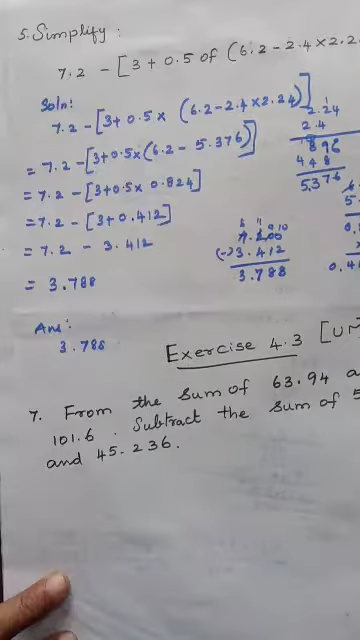 5. Simplify:
7.2 - [3 + 0.5 of (6.2 - 2.4 × 2.2
Soln:
7.2 - [3 + 0.5 × (6.2 - 2.4 × 2.24)]
= 7.2 - [3 + 0.5 × (6.2 - 5.376)]
= 7.2 - [3 + 0.5 × 0.824]
= 7.2 - [3 + 0.412]
= 7.2 - 3.412
= 3.788
2.24
2.4
896
448
5.376
7.200
(-) 3.412
3.788
Ans:
3.788
Exercise 4.3
7. From the sum of 63.94 a
101.6. Subtract the sum of 5
and 45.236.